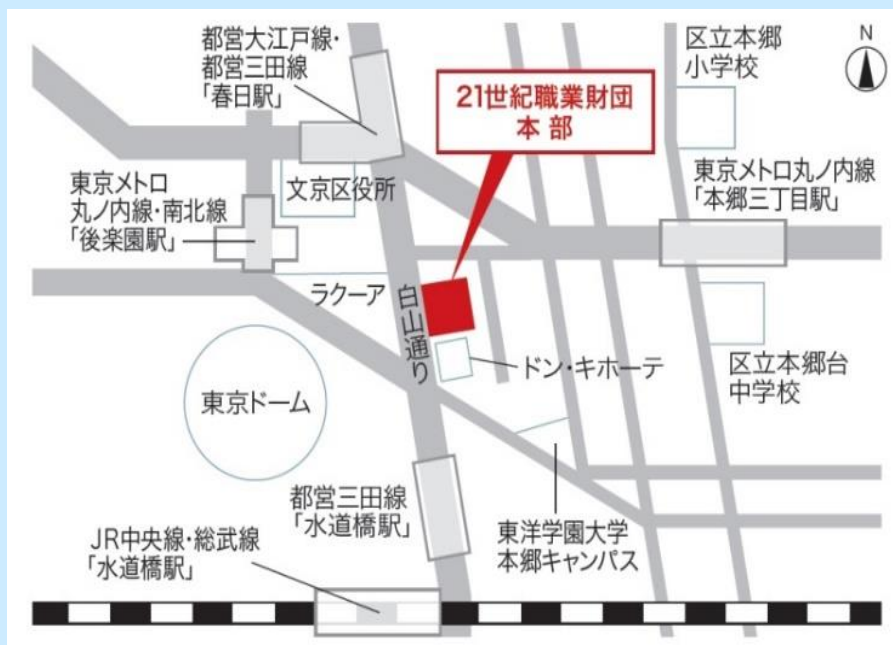 都営大江戸線・
都営三田線
「春日駅」
21世紀職業財団
本部
区立本郷
小学校
N
東京メトロ
丸ノ内線・南北線
「後楽園駅」
文京区役所
東京メトロ丸ノ内線
「本郷三丁目駅」
ラクーア
白山通り
ドン・キホーテ
区立本郷台
中学校
東京ドーム
都営三田線
「水道橋駅」
東洋学園大学
本郷キャンパス
JR中央線・総武線
「水道橋駅」